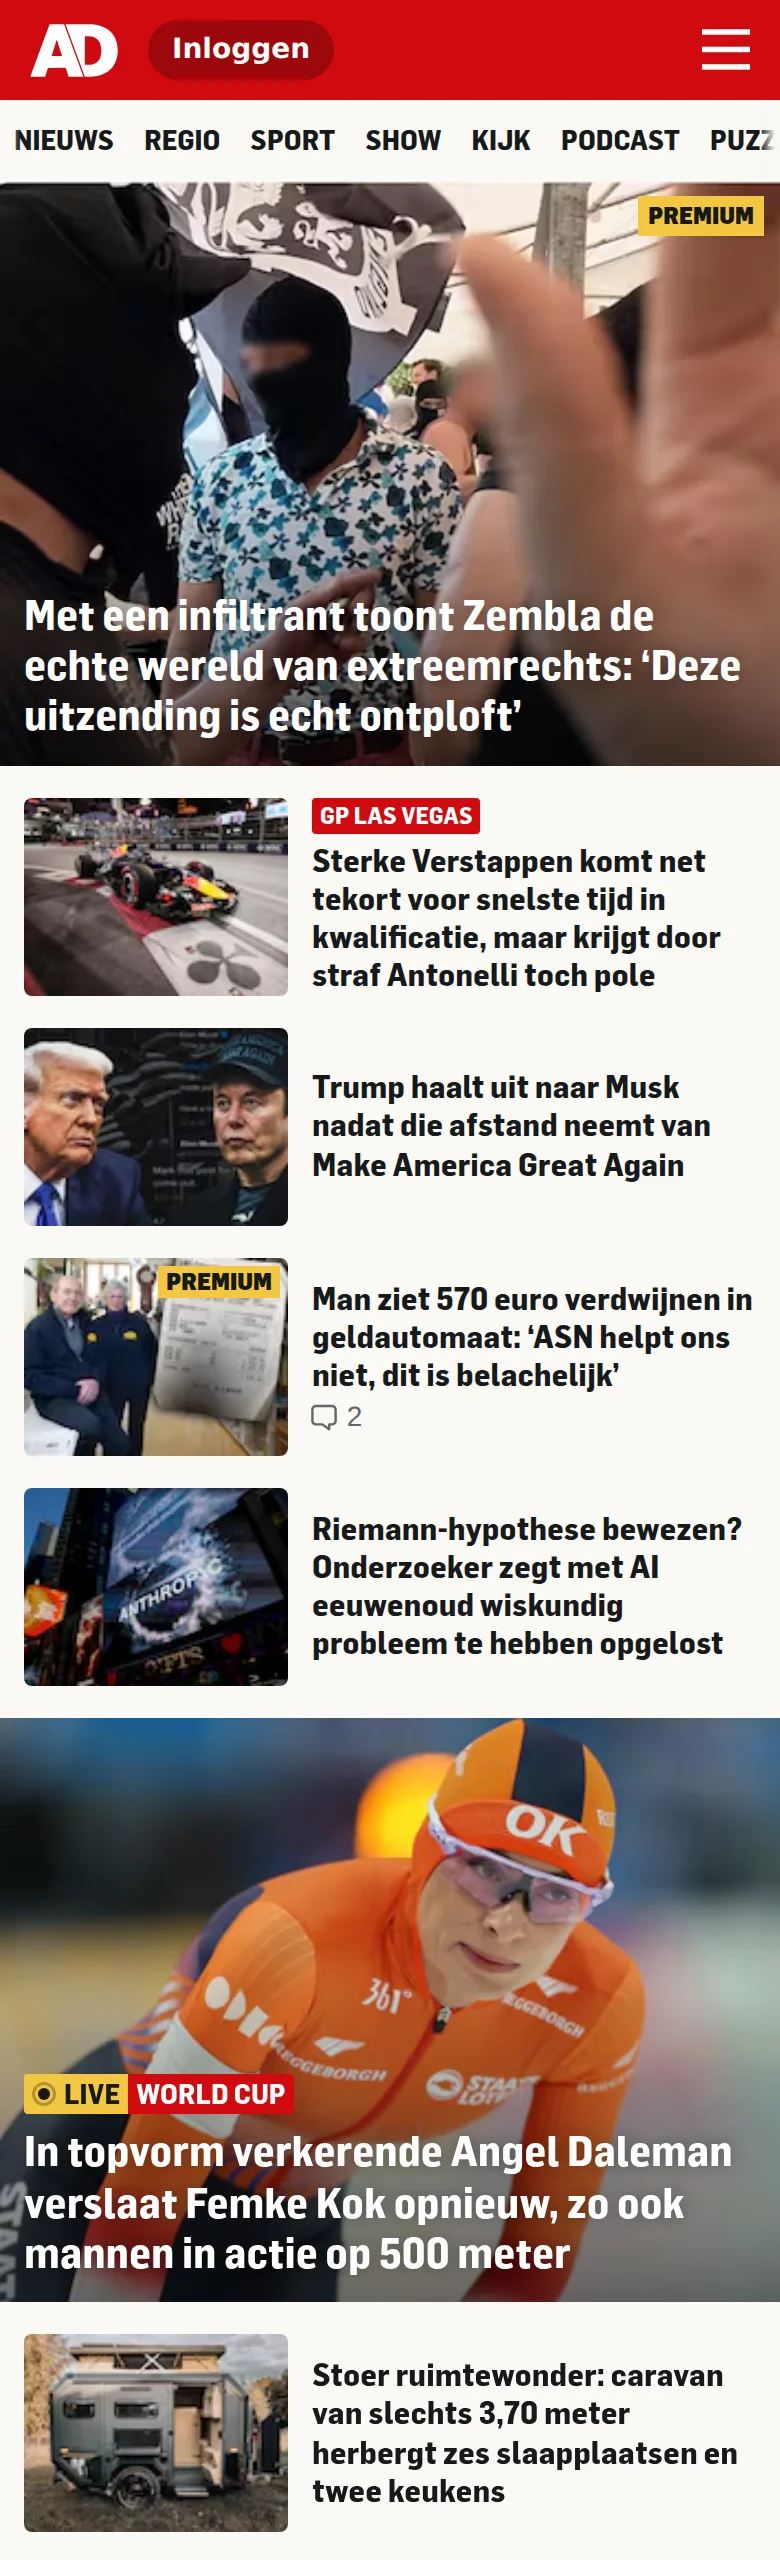 AD
Inloggen
NIEUWS REGIO SPORT SHOW KIJK PODCAST PUZZ
PREMIUM
Met een infiltrant toont Zembla de
echte wereld van extreemrechts: ‘Deze
uitzending is echt ontploft’
GP LAS VEGAS
Sterke Verstappen komt net
tekort voor snelste tijd in
kwalificatie, maar krijgt door
straf Antonelli toch pole
Trump haalt uit naar Musk
nadat die afstand neemt van
Make America Great Again
PREMIUM
Man ziet 570 euro verdwijnen in
geldautomaat: ‘ASN helpt ons
niet, dit is belachelijk’
2
ANTHROPIC
Riemann-hypothese bewezen?
Onderzoeker zegt met AI
eeuwenoud wiskundig
probleem te hebben opgelost
OK
361°
REGGEBORGH
REGGEBORGH
STAATS
LOTE
LIVE WORLD CUP
In topvorm verkerende Angel Daleman
verslaat Femke Kok opnieuw, zo ook
mannen in actie op 500 meter
Stoer ruimtewonder: caravan
van slechts 3,70 meter
herbergt zes slaapplaatsen en
twee keukens